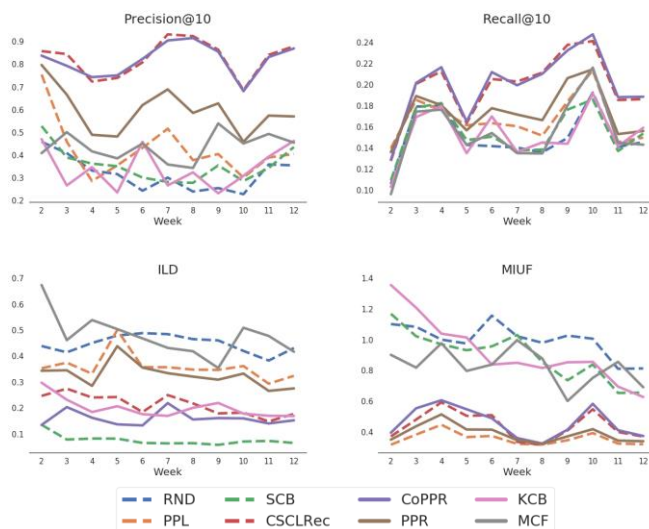 Precision@10
0.9
0.8
0.7
0.6
0.5
0.4
0.3
0.2
2 3 4 5 6 7 8 9 10 11 12
Week
Recall@10
0.24
0.22
0.20
0.18
0.16
0.14
0.12
0.10
2 3 4 5 6 7 8 9 10 11 12
Week
ILD
0.7
0.6
0.5
0.4
0.3
0.2
0.1
2 3 4 5 6 7 8 9 10 11 12
Week
MIUF
1.4
1.2
1.0
0.8
0.6
0.4
2 3 4 5 6 7 8 9 10 11 12
Week
RND SCB CoPPR KCB
PPL CSCLRec PPR MCF